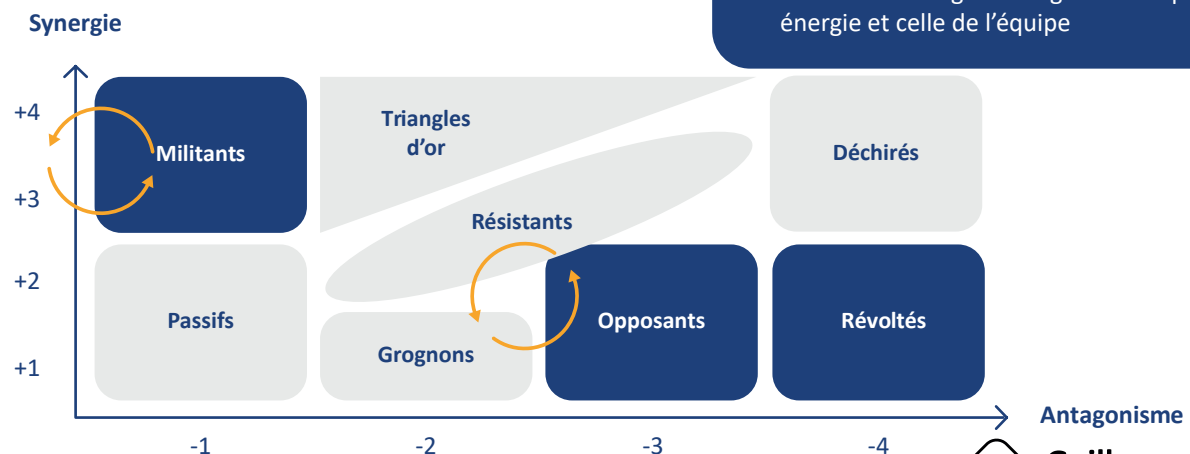 énergie et celle de l’équipe
Synergie
+4
+3
+2
+1
Militants
Triangles
d’or
Déchirés
Résistants
Passifs
Grognons
Opposants
Révoltés
Antagonisme
-1
-2
-3
-4